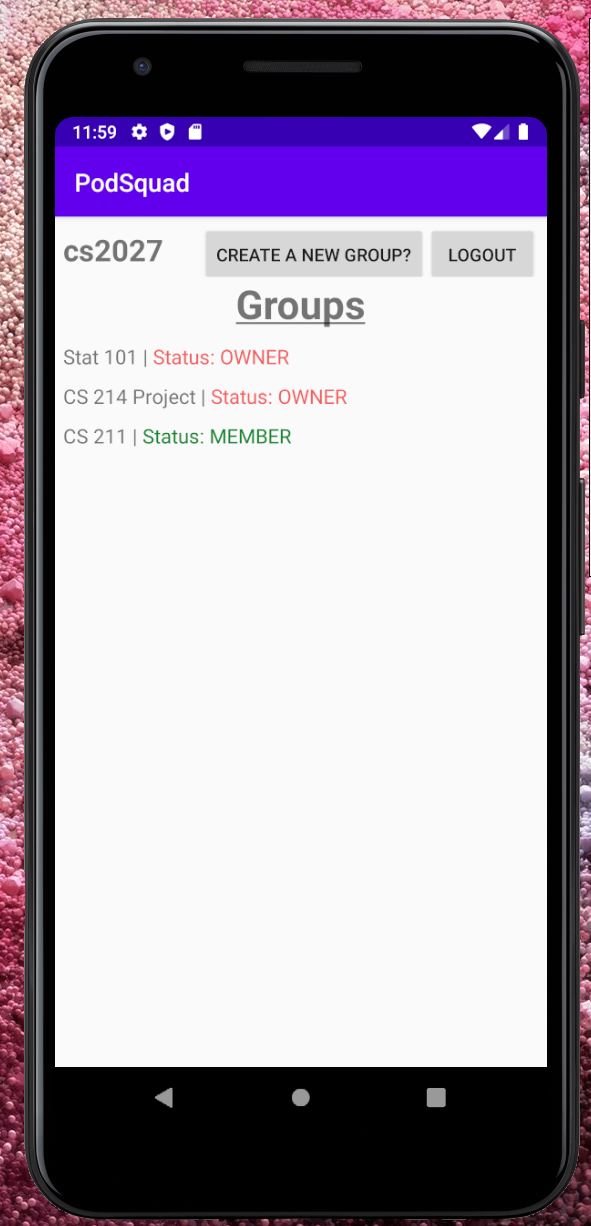 11:59
PodSquad
cs2027 CREATE A NEW GROUP? LOGOUT
Groups
Stat 101 | Status: OWNER
CS 214 Project | Status: OWNER
CS 211 | Status: MEMBER